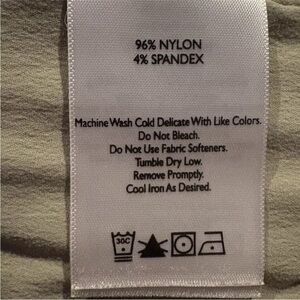 96% NYLON
4% SPANDEX
Machine Wash Cold Delicate With Like Colors.
Do Not Bleach.
Do Not Use Fabric Softeners.
Tumble Dry Low.
Remove Promptly.
Cool Iron As Desired.
30C